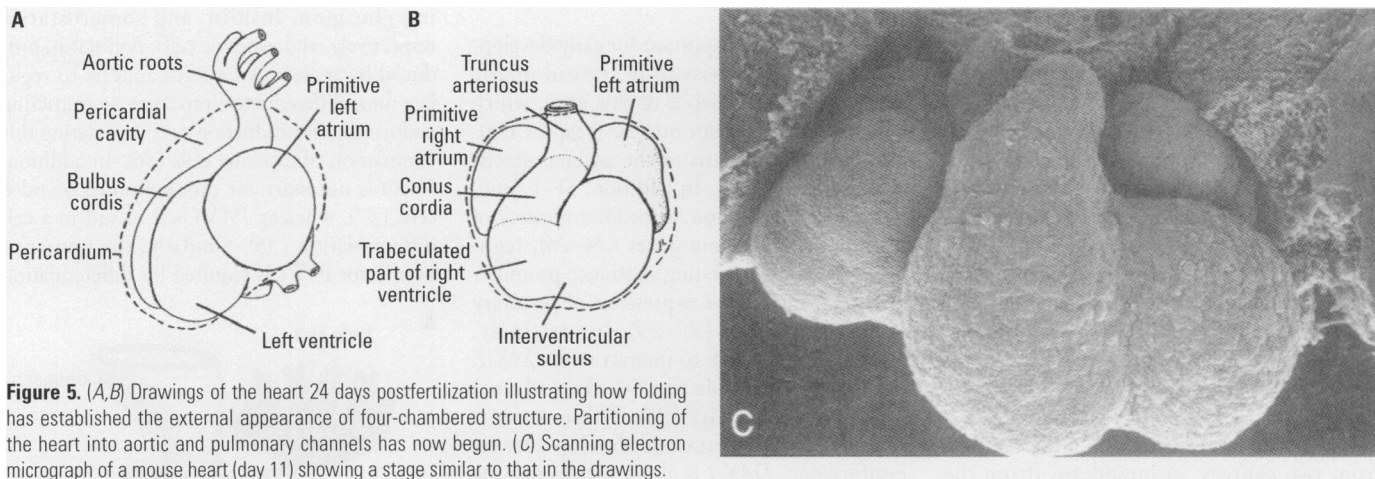 A
Aortic roots
Pericardial
cavity
Bulbus
cordis
Pericardium
Primitive
left
atrium
Left ventricle
B
Truncus
arteriosus
Primitive
left atrium
Primitive
right
atrium
Conus
cordia
Trabeculated
part of right
ventricle
Interventricular
sulcus
C
Figure 5. (A,B) Drawings of the heart 24 days postfertilization illustrating how folding
has established the external appearance of four-chambered structure. Partitioning of
the heart into aortic and pulmonary channels has now begun. (C) Scanning electron
micrograph of a mouse heart (day 11) showing a stage similar to that in the drawings.